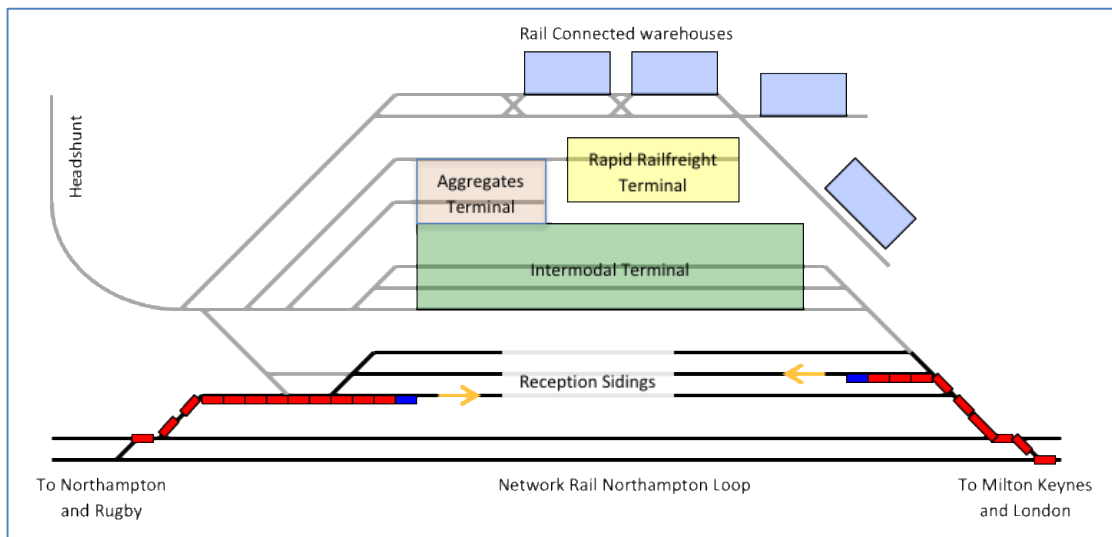 Rail Connected warehouses
Headshunt
Rapid Railfreight
Terminal
Aggregates
Terminal
Intermodal Terminal
Reception Sidings
To Northampton
and Rugby
Network Rail Northampton Loop
To Milton Keynes
and London